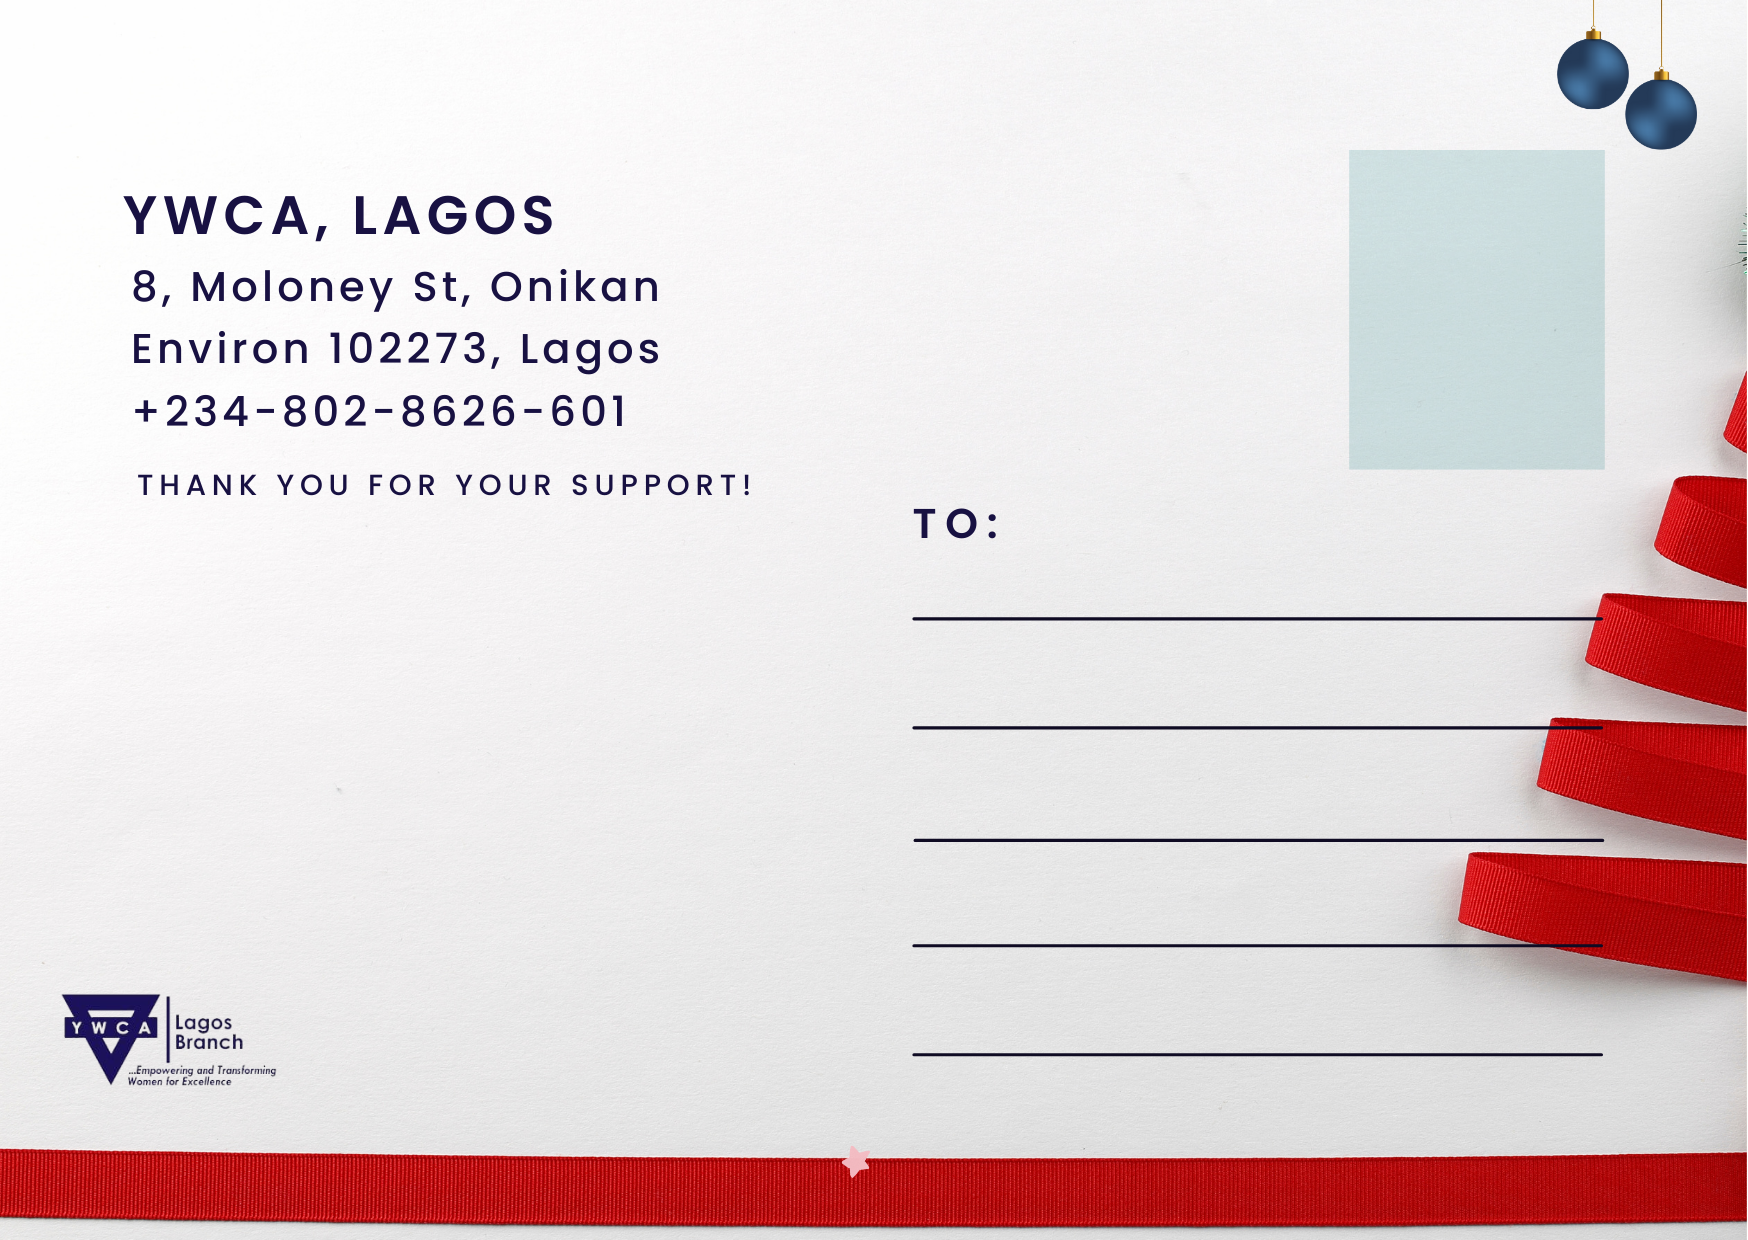 YWCA, LAGOS
8, Moloney St, Onikan
Environ 102273, Lagos
+234-802-8626-601
THANK YOU FOR YOUR SUPPORT!
TO:
YWCA
Lagos
Branch
...Empowering and Transforming
Women for Excellence